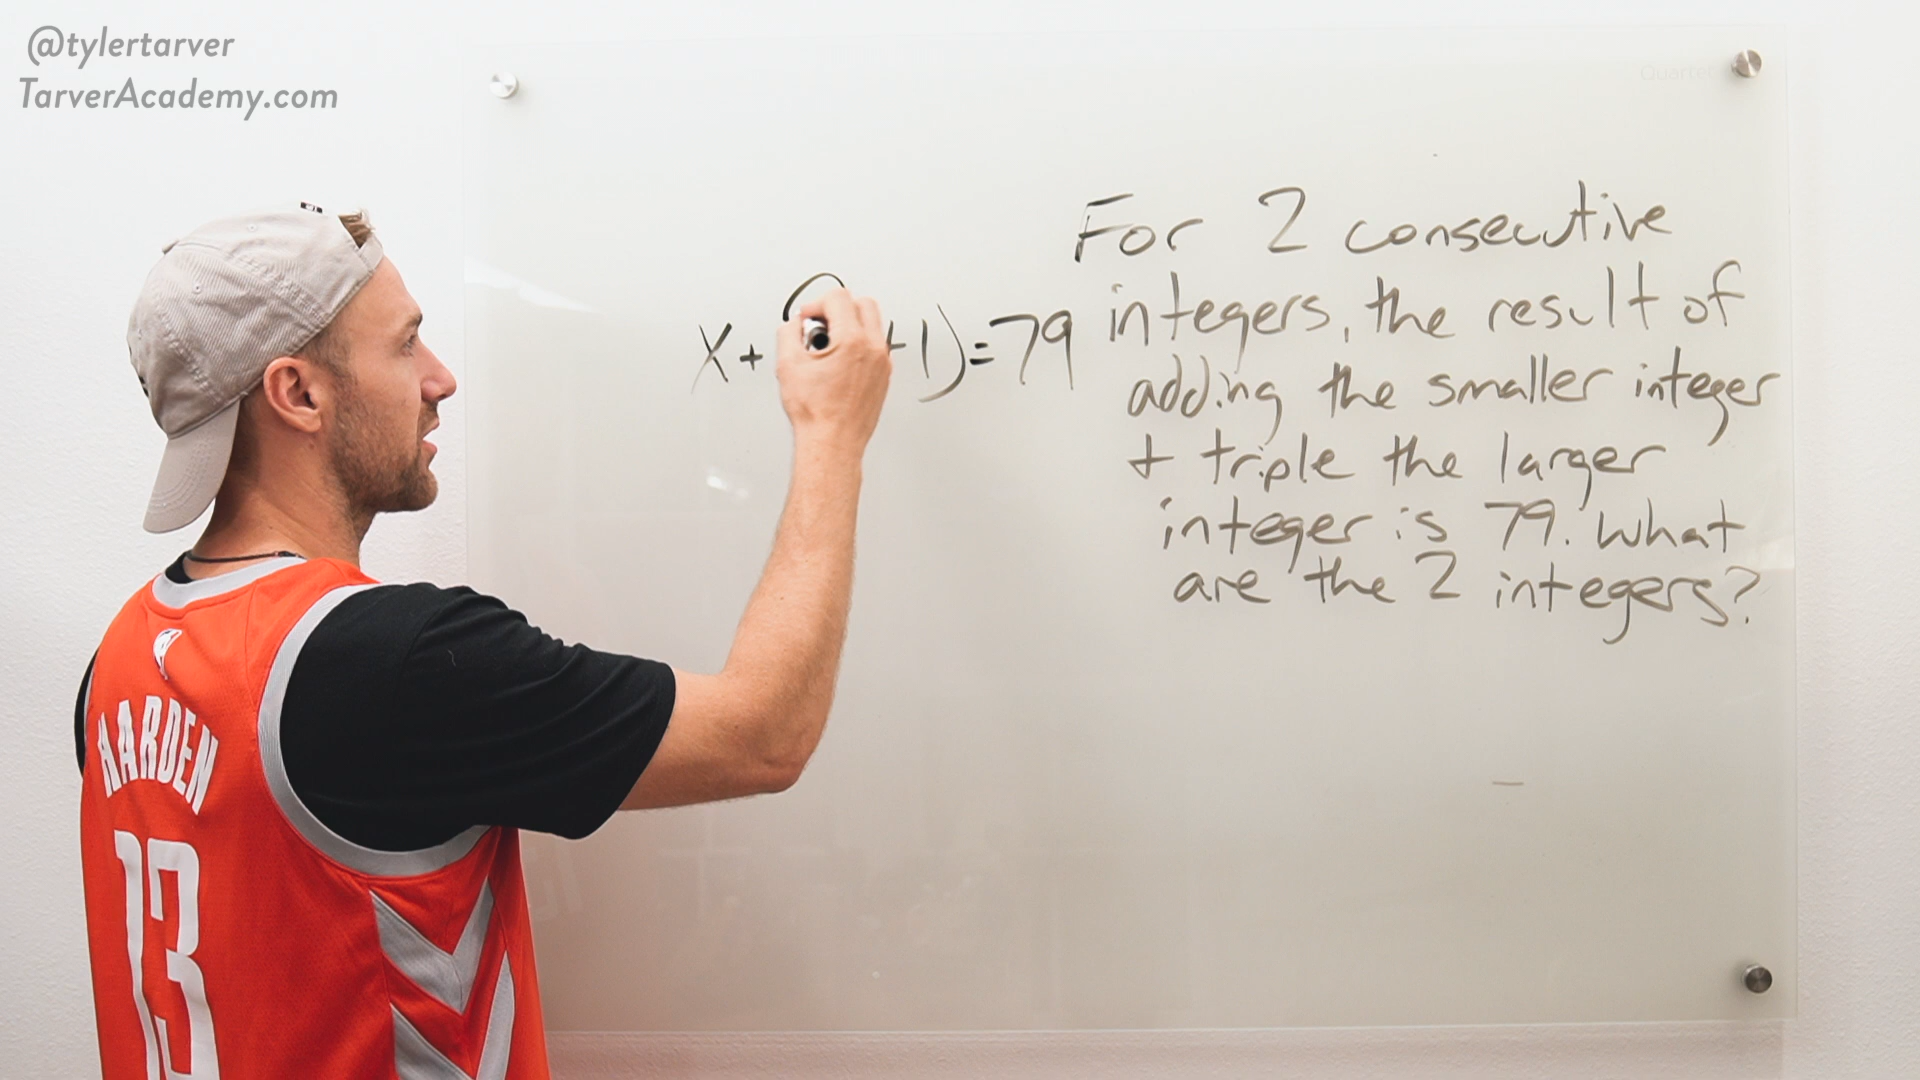 @tylertarver
TarverAcademy.com
Quartet
For 2 consecutive
integers, the result of
adding the smaller integer
+ triple the larger
integer is 79. What
are the 2 integers?
x + +1) = 79
HARDEN
13